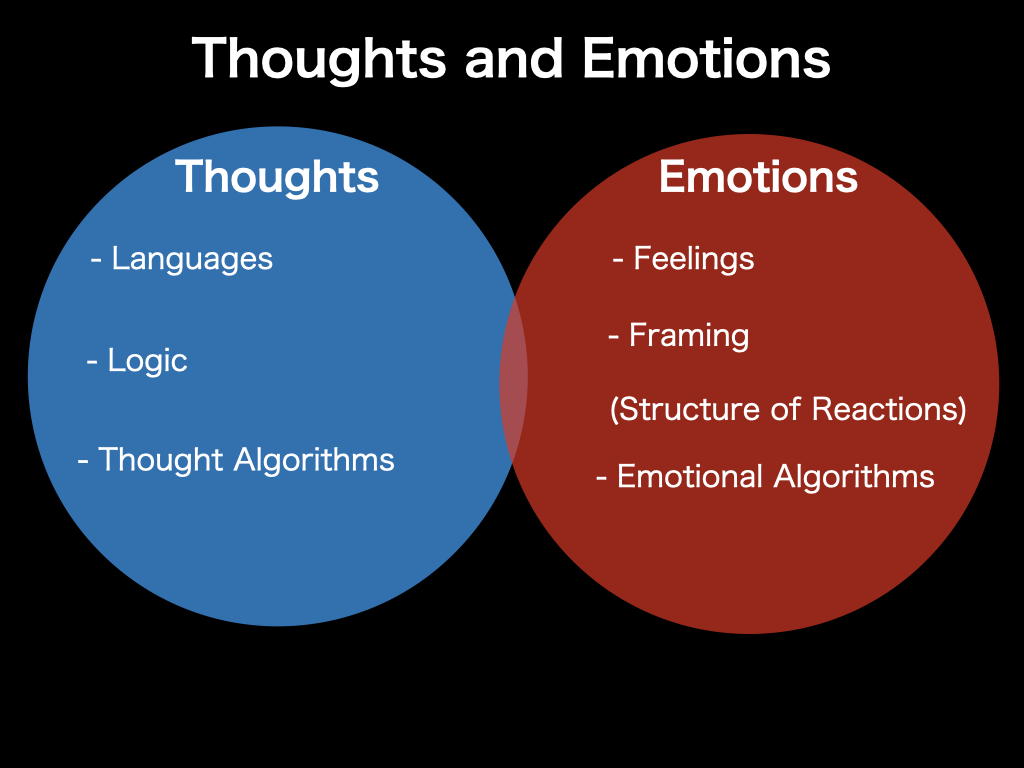 Thoughts and Emotions
Thoughts
- Languages
- Logic
- Thought Algorithms
Emotions
- Feelings
- Framing
(Structure of Reactions)
- Emotional Algorithms